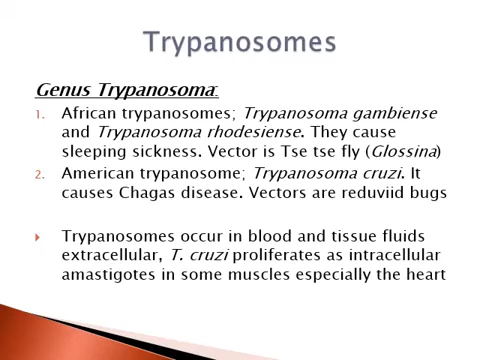 Trypanosomes
Genus Trypanosoma:
1. African trypanosomes; Trypanosoma gambiense
and Trypanosoma rhodesiense. They cause
sleeping sickness. Vector is Tse tse fly (Glossina)
2. American trypanosome; Trypanosoma cruzi. It
causes Chagas disease. Vectors are reduviid bugs
Trypanosomes occur in blood and tissue fluids
extracellular, T. cruzi proliferates as intracellular
amastigotes in some muscles especially the heart